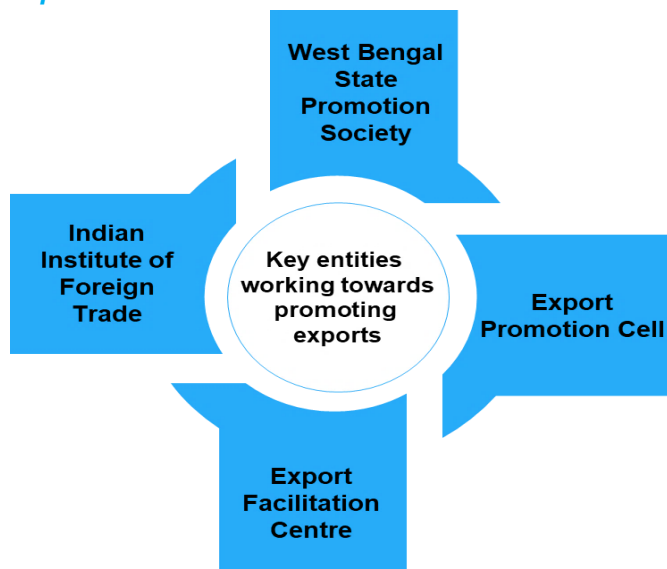 West Bengal
State
Promotion
Society
Indian
Institute of
Foreign
Trade
Key entities
working towards
promoting
exports
Export
Promotion Cell
Export
Facilitation
Centre